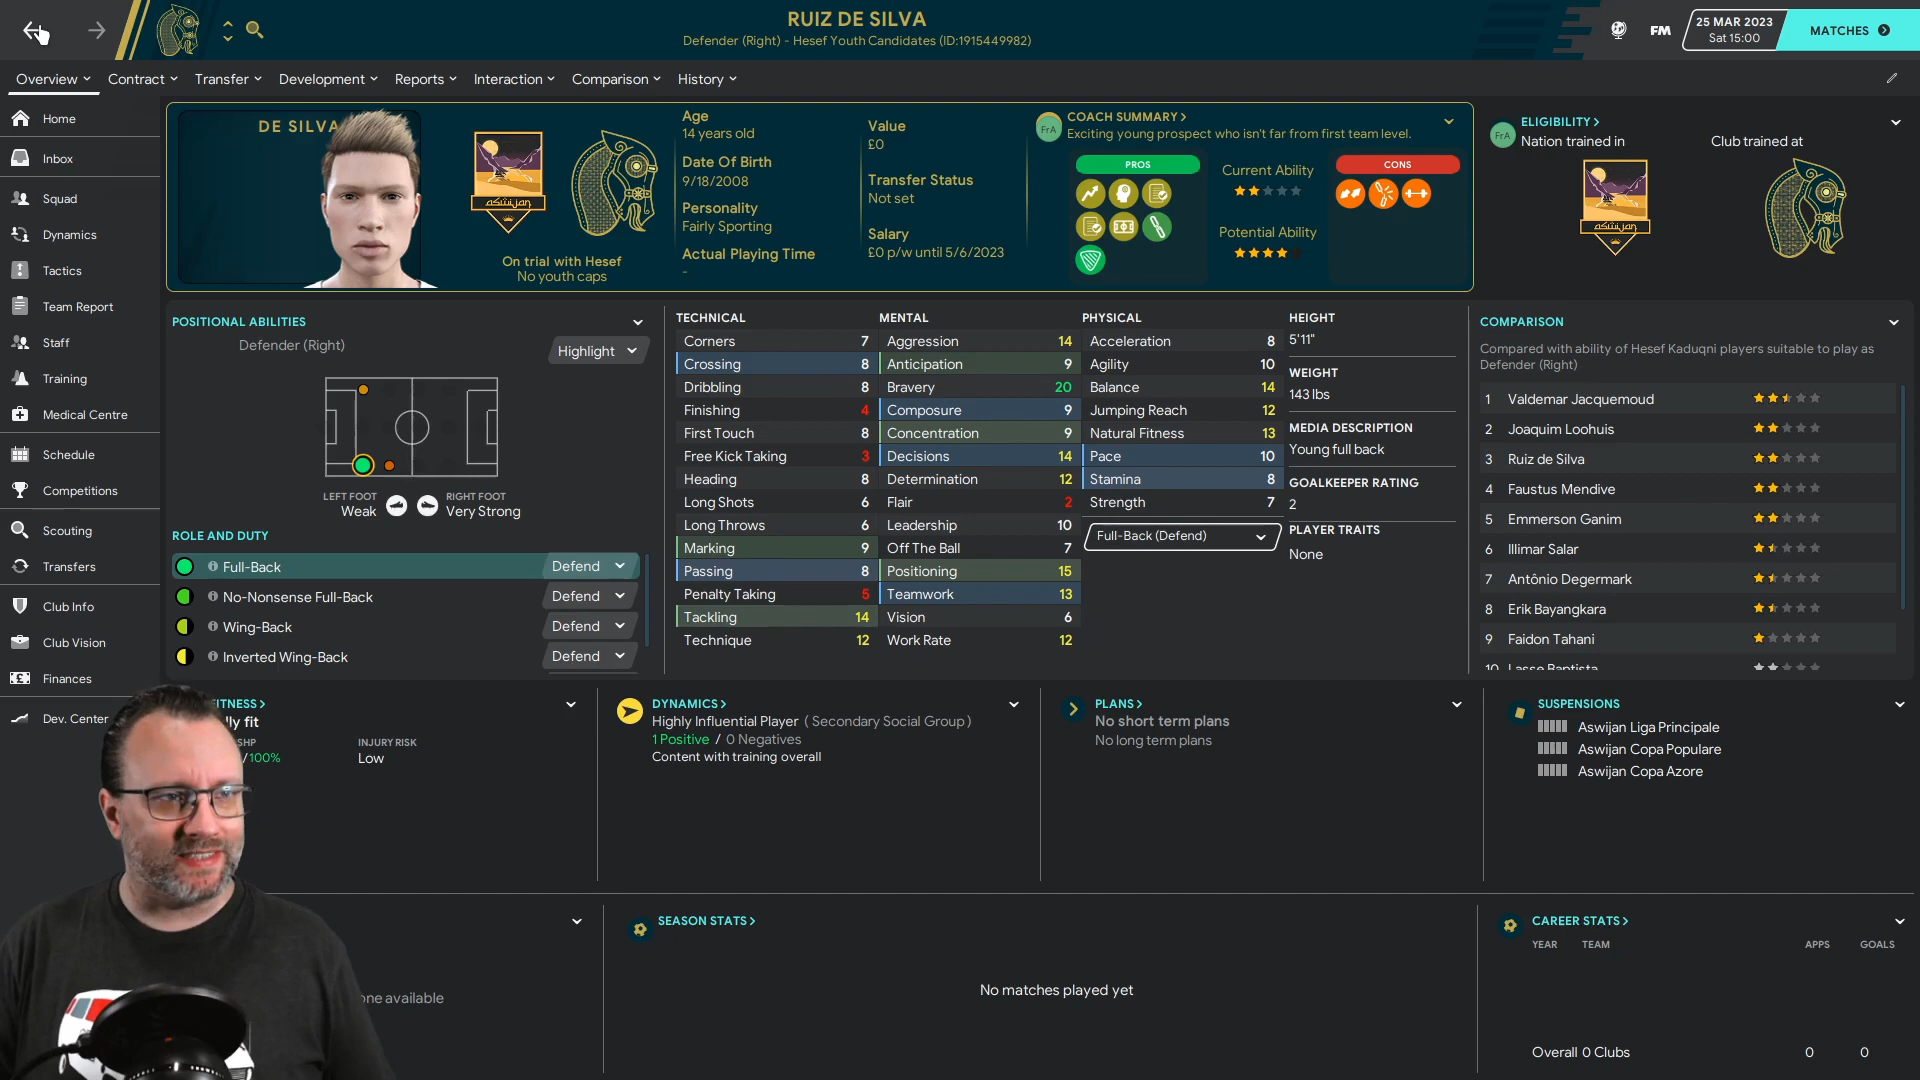 RUIZ DE SILVA
Defender (Right) - Hesef Youth Candidates (ID:1915449982)
FM
25 MAR 2023
Sat 15:00
MATCHES
Overview
Contract
Transfer
Development
Reports
Interaction
Comparison
History
Home
Inbox
Squad
Dynamics
Tactics
Team Report
Staff
Training
Medical Centre
Schedule
Competitions
Scouting
Transfers
Club Info
Club Vision
Finances
Dev. Center
DE SILVA
aswijan
On trial with Hesef
No youth caps
Age
14 years old
Date Of Birth
9/18/2008
Personality
Fairly Sporting
Actual Playing Time
-
Value
£0
Transfer Status
Not set
Salary
£0 p/w until 5/6/2023
FrA
COACH SUMMARY >
Exciting young prospect who isn't far from first team level.
PROS
Current Ability
Potential Ability
CONS
FrA
ELIGIBILITY >
Nation trained in
Club trained at
aswijan
POSITIONAL ABILITIES
Defender (Right)
Highlight
LEFT FOOT
Weak
RIGHT FOOT
Very Strong
ROLE AND DUTY
Full-Back Defend
No-Nonsense Full-Back Defend
Wing-Back Defend
Inverted Wing-Back Defend
TECHNICAL
Corners 7
Crossing 8
Dribbling 8
Finishing 4
First Touch 8
Free Kick Taking 3
Heading 8
Long Shots 6
Long Throws 6
Marking 9
Passing 8
Penalty Taking 5
Tackling 14
Technique 12
MENTAL
Aggression 14
Anticipation 9
Bravery 20
Composure 9
Concentration 9
Decisions 14
Determination 12
Flair 2
Leadership 10
Off The Ball 7
Positioning 15
Teamwork 13
Vision 6
Work Rate 12
PHYSICAL
Acceleration 8
Agility 10
Balance 14
Jumping Reach 12
Natural Fitness 13
Pace 10
Stamina 8
Strength 7
Full-Back (Defend)
HEIGHT
5'11"
WEIGHT
143 lbs
MEDIA DESCRIPTION
Young full back
GOALKEEPER RATING
2
PLAYER TRAITS
None
COMPARISON
Compared with ability of Hesef Kaduqni players suitable to play as
Defender (Right)
1 Valdemar Jacquemoud
2 Joaquim Loohuis
3 Ruiz de Silva
4 Faustus Mendive
5 Emmerson Ganim
6 Illimar Salar
7 Antônio Degermark
8 Erik Bayangkara
9 Faidon Tahani
10 Lasse Baptista
ITNESS >
lly fit
SHP
/100%
INJURY RISK
Low
DYNAMICS >
Highly Influential Player ( Secondary Social Group )
1 Positive / 0 Negatives
Content with training overall
PLANS >
No short term plans
No long term plans
SUSPENSIONS
Aswijan Liga Principale
Aswijan Copa Populare
Aswijan Copa Azore
one available
SEASON STATS >
No matches played yet
CAREER STATS >
YEAR TEAM APPS GOALS
Overall 0 Clubs 0 0